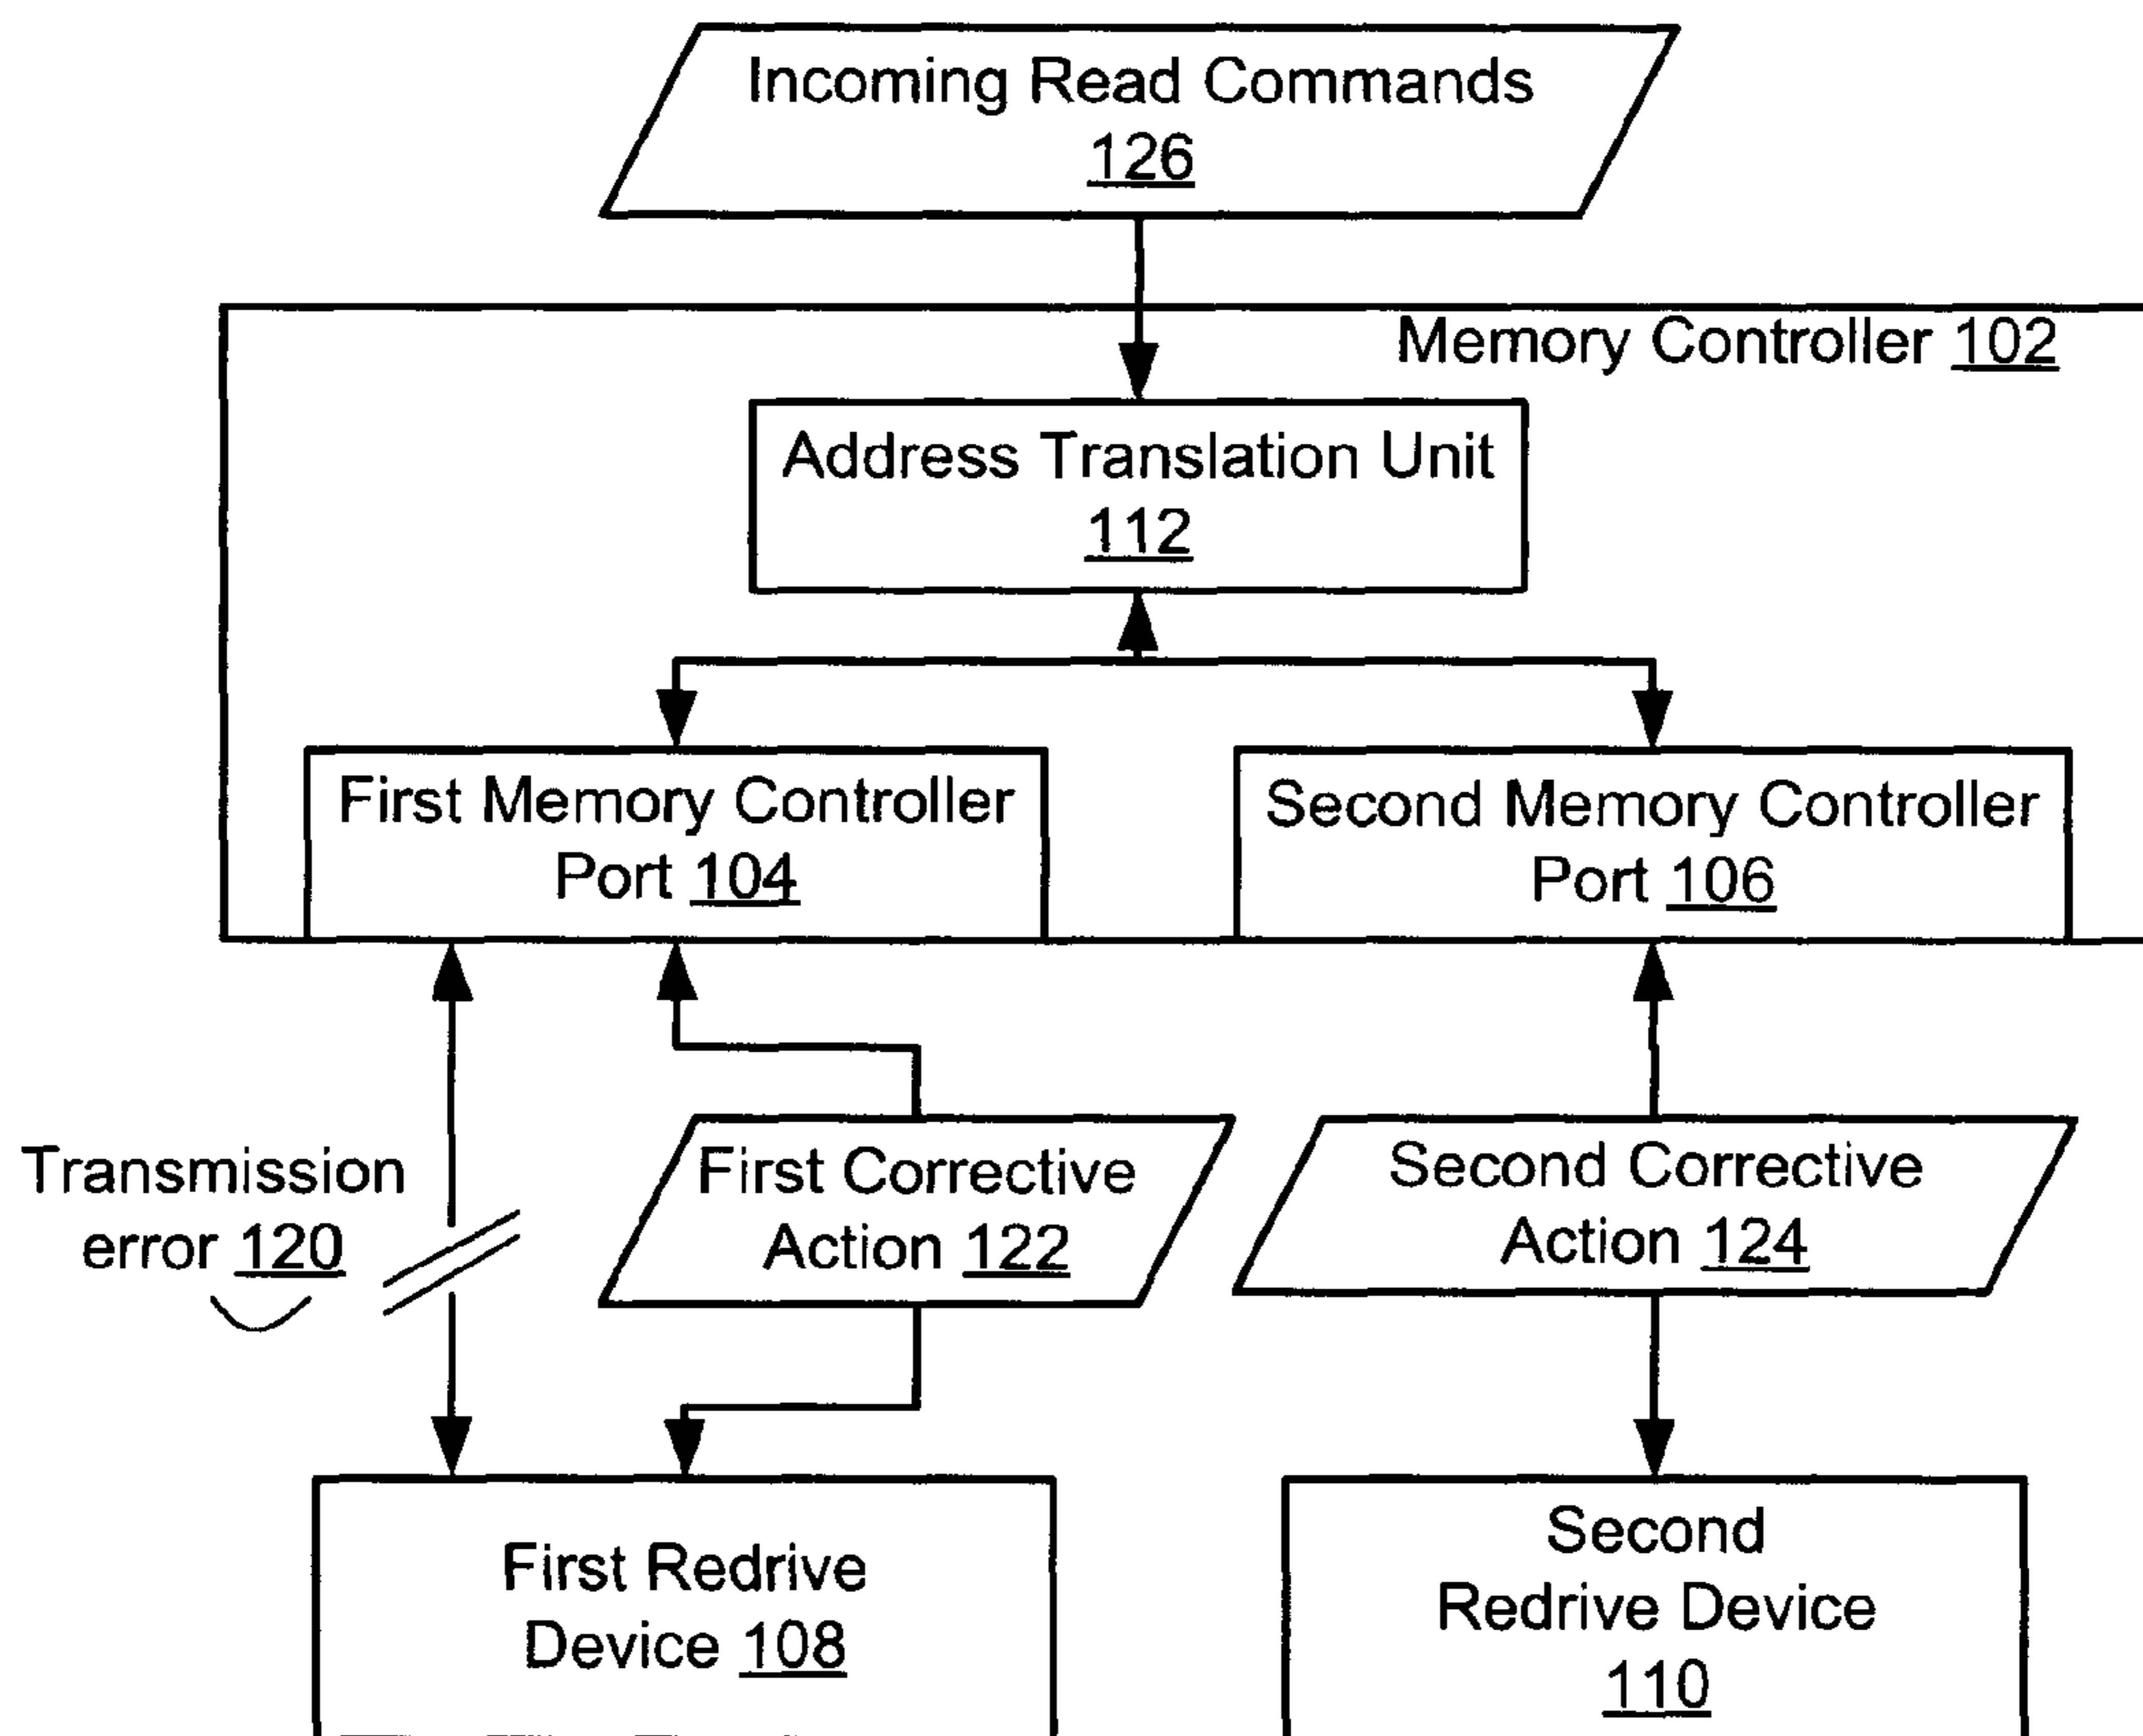 Incoming Read Commands
126
Memory Controller 102
Address Translation Unit
112
First Memory Controller
Port 104
Second Memory Controller
Port 106
Transmission
error 120
First Corrective
Action 122
Second Corrective
Action 124
First Redrive
Device 108
Second
Redrive Device
110